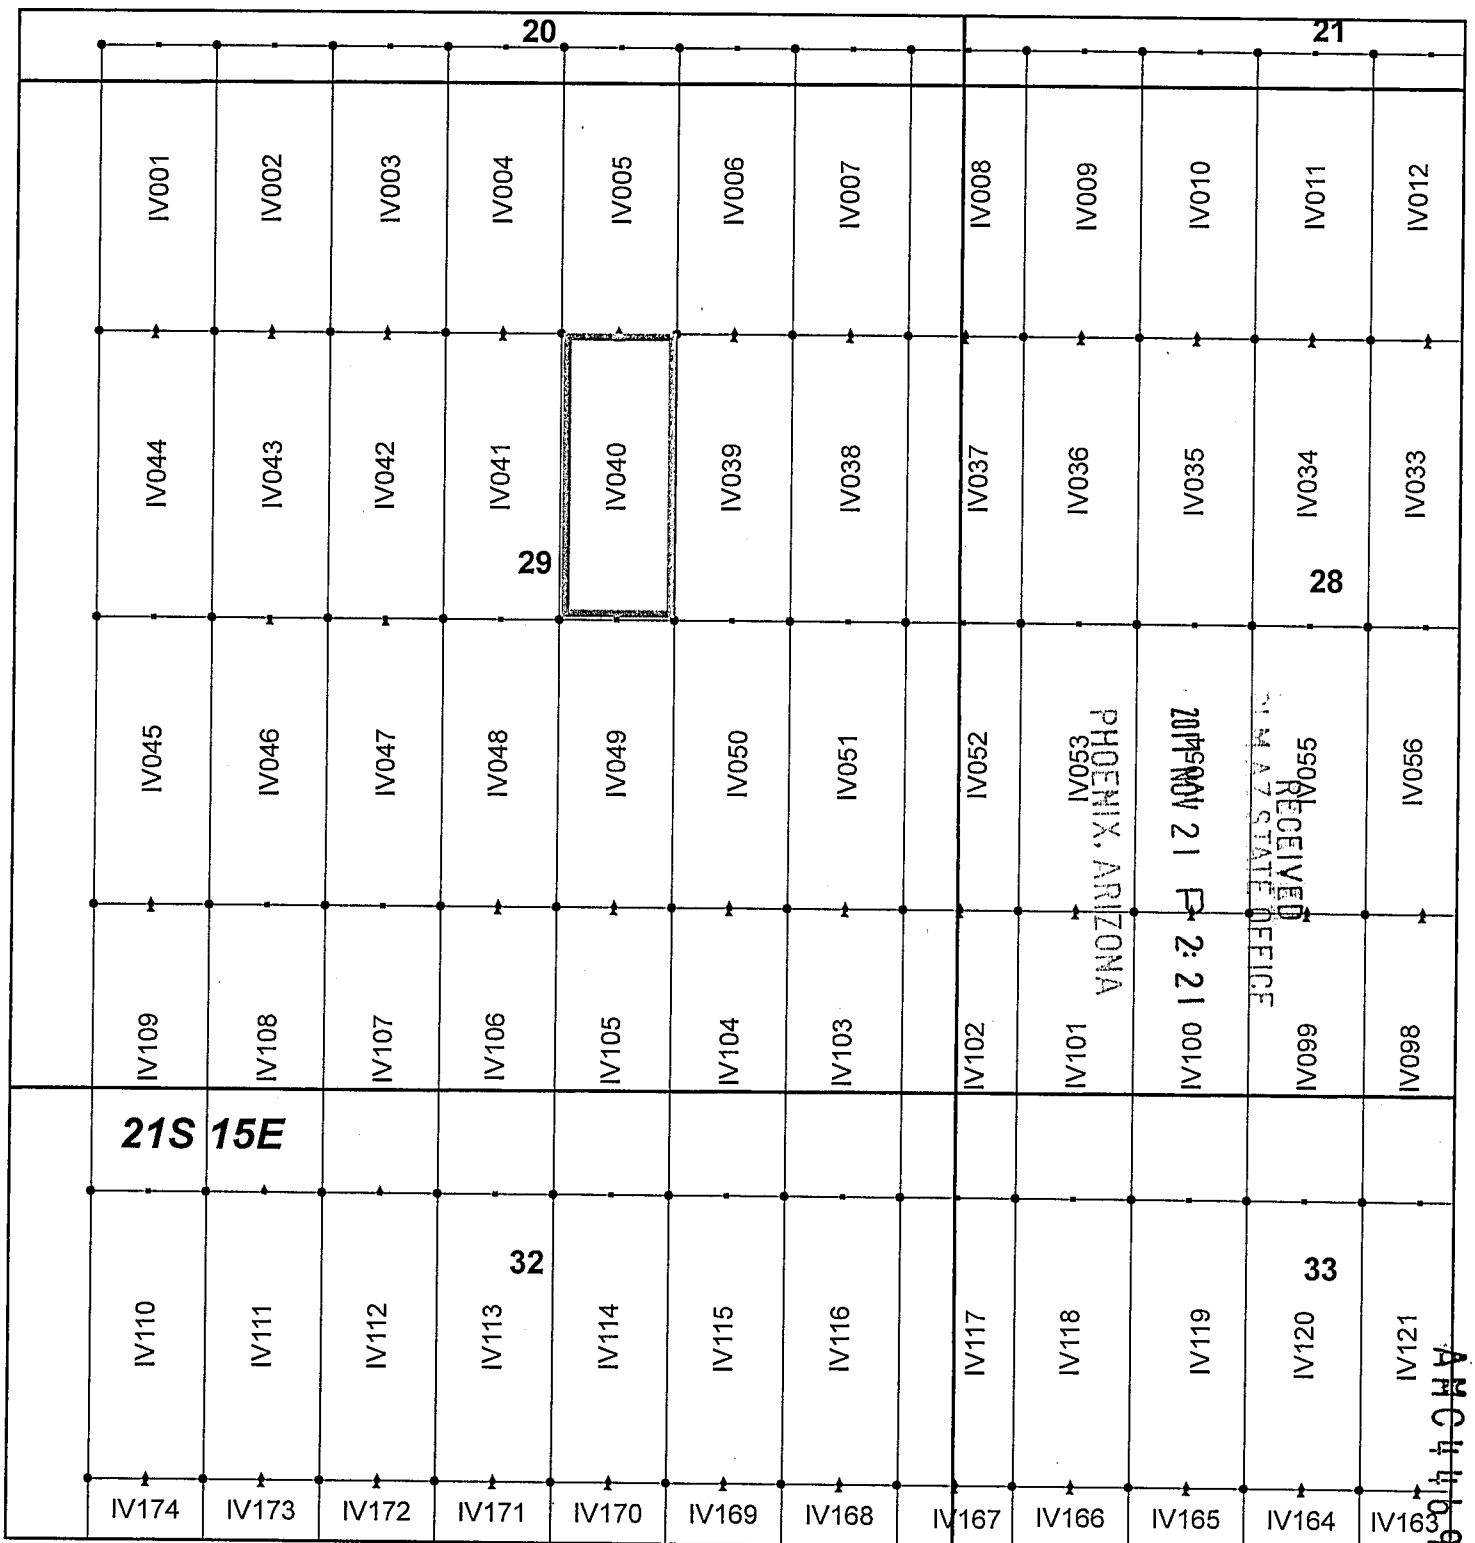 20
21
IV001 IV002 IV003 IV004 IV005 IV006 IV007 IV008 IV009 IV010 IV011 IV012
IV044 IV043 IV042 IV041 IV040 IV039 IV038 IV037 IV036 IV035 IV034 IV033
29
28
IV045 IV046 IV047 IV048 IV049 IV050 IV051 IV052 IV053 IV054 IV055 IV056
RECEIVED
AZ STATE OFFICE
2017 NOV 21 P 2:21
PHOENIX, ARIZONA
IV109 IV108 IV107 IV106 IV105 IV104 IV103 IV102 IV101 IV100 IV099 IV098
21S 15E
32
33
IV110 IV111 IV112 IV113 IV114 IV115 IV116 IV117 IV118 IV119 IV120 IV121
IV174 IV173 IV172 IV171 IV170 IV169 IV168 IV167 IV166 IV165 IV164 IV163